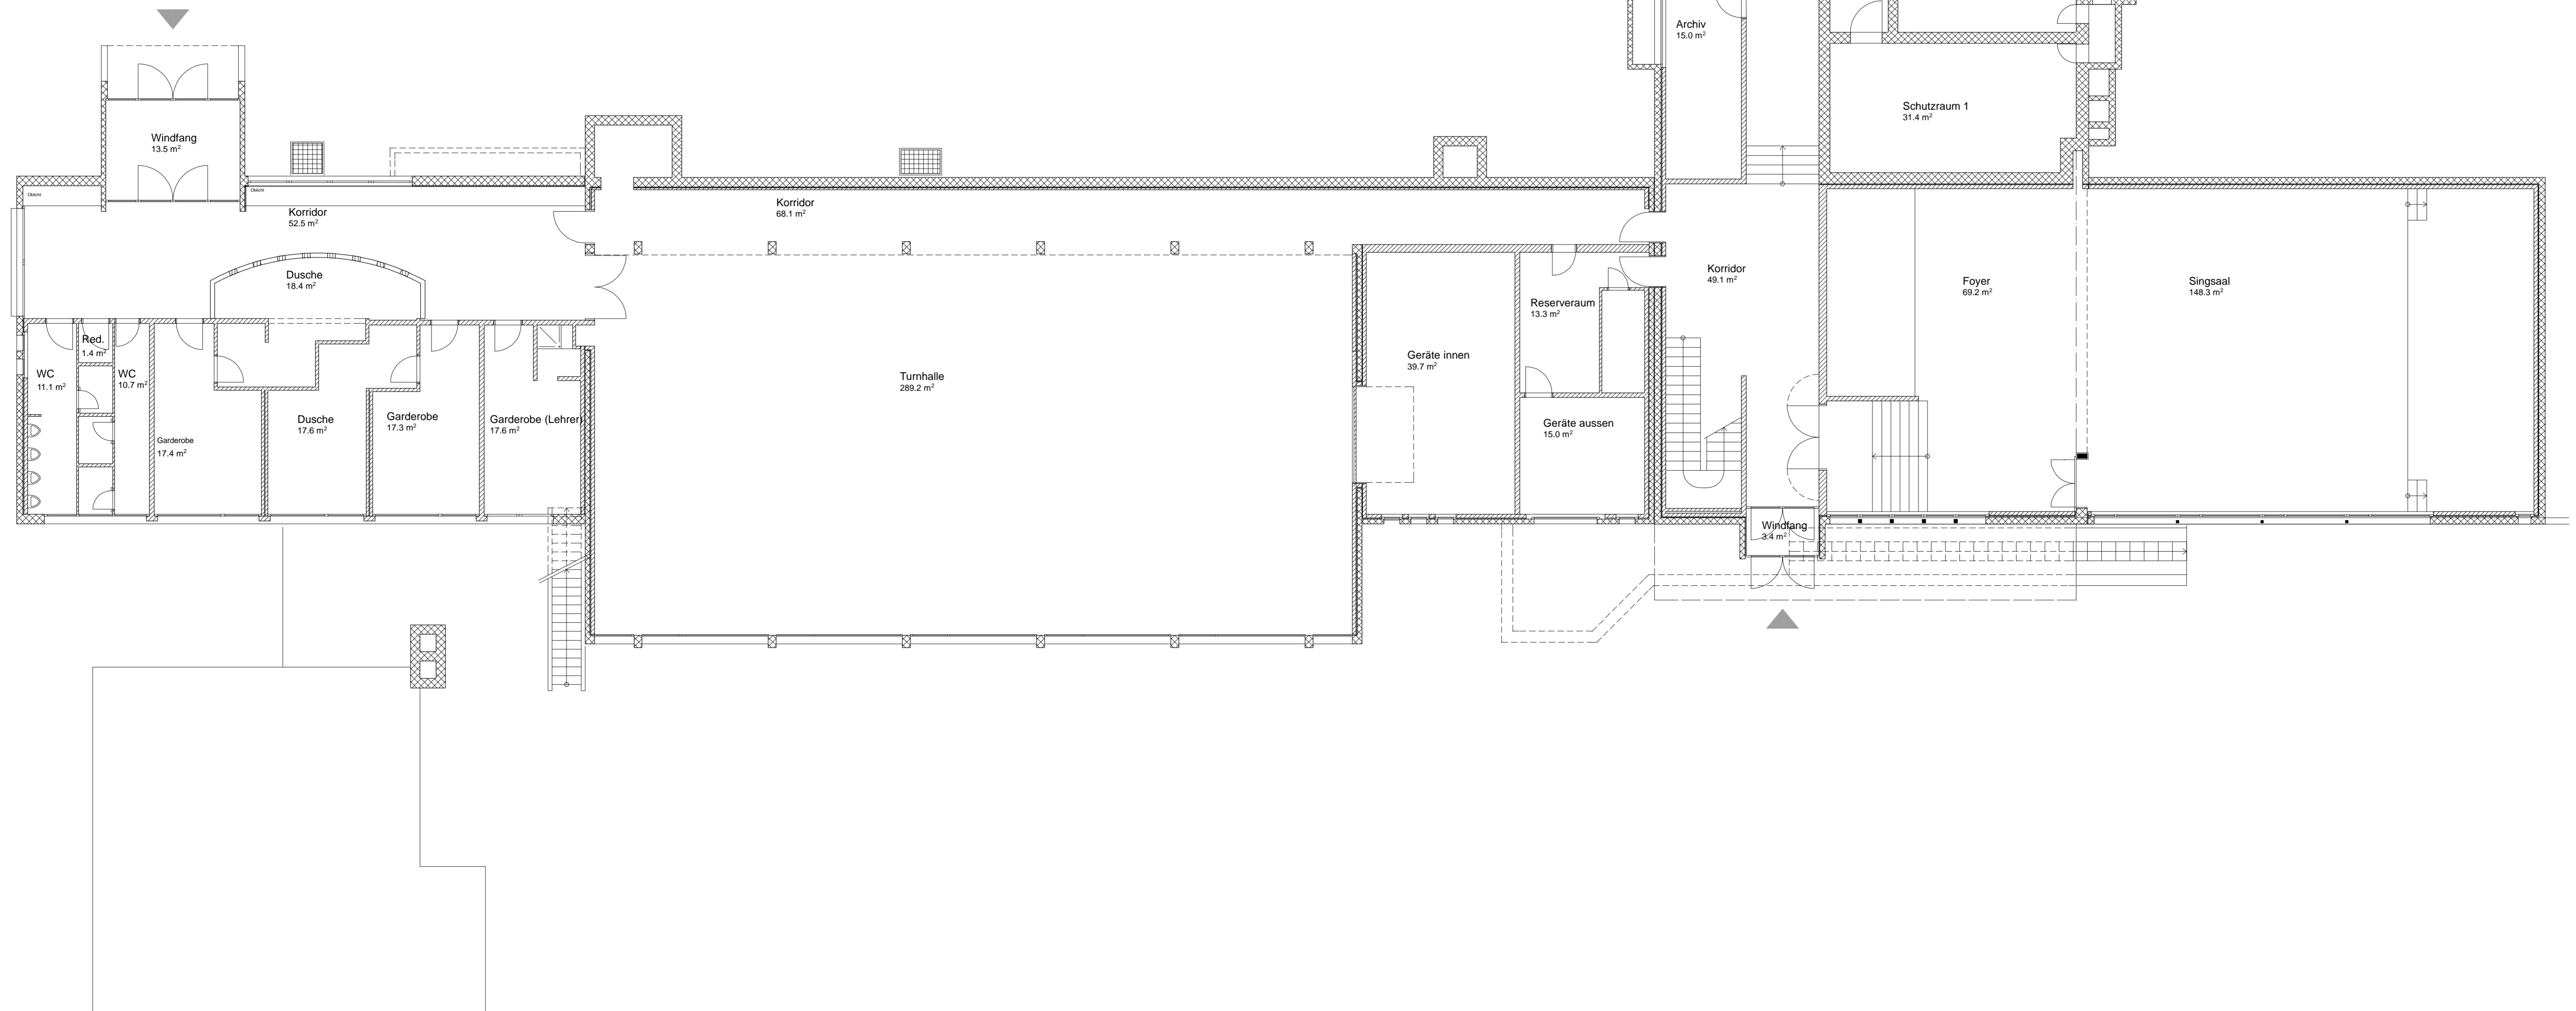 Archiv
15.0 m²
Schutzraum 1
31.4 m²
Windfang
13.5 m²
Oblicht
Oblicht
Korridor
52.5 m²
Korridor
68.1 m²
Dusche
18.4 m²
Korridor
49.1 m²
Foyer
69.2 m²
Singsaal
148.3 m²
Reserveraum
13.3 m²
Red.
1.4 m²
Geräte innen
39.7 m²
WC
11.1 m²
WC
10.7 m²
Turnhalle
289.2 m²
Garderobe
17.4 m²
Dusche
17.6 m²
Garderobe
17.3 m²
Garderobe (Lehrer)
17.6 m²
Geräte aussen
15.0 m²
Windfang
3.4 m²